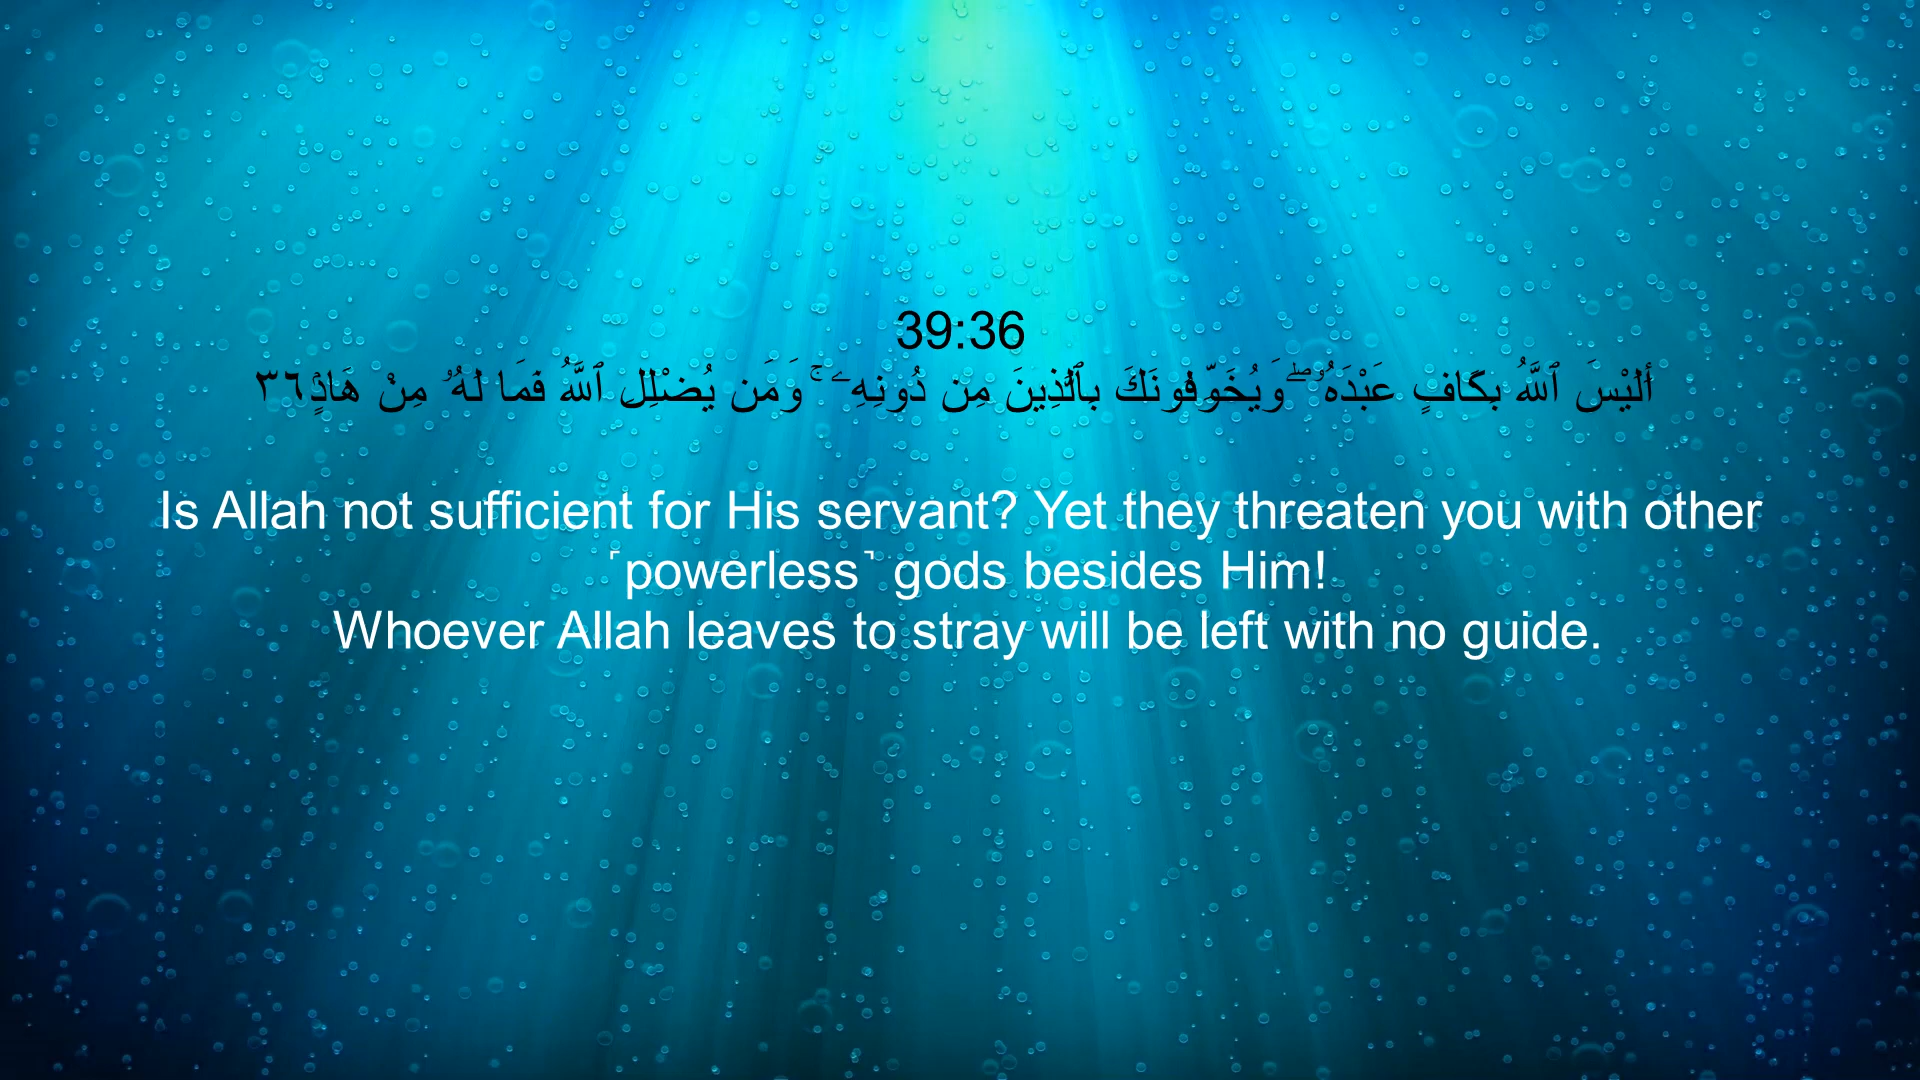 39:36
أَلَيْسَ ٱللَّهُ بِكَافٍ عَبْدَهُۥ ۖ وَيُخَوِّفُونَكَ بِٱلَّذِينَ مِن دُونِهِۦ ۚ وَمَن يُضْلِلِ ٱللَّهُ فَمَا لَهُۥ مِنْ هَادٍۢ ٣٦
Is Allah not sufficient for His servant? Yet they threaten you with other
˹powerless˺ gods besides Him!
Whoever Allah leaves to stray will be left with no guide.